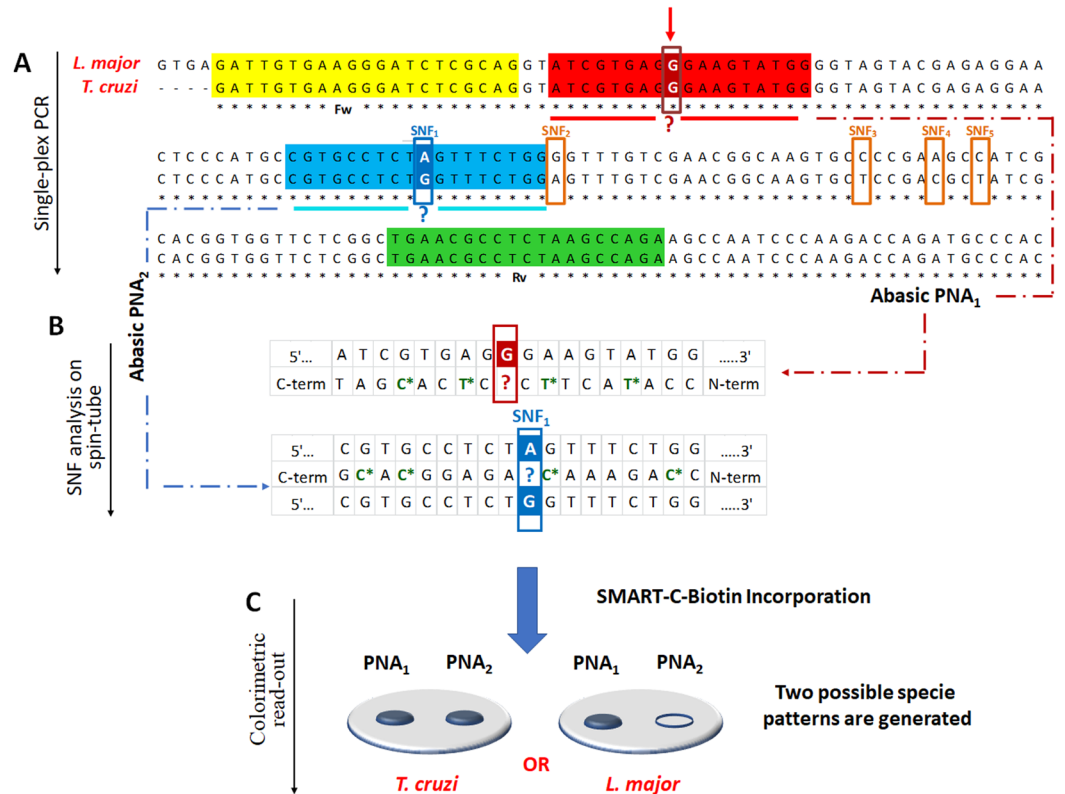 A
Single-plex PCR
L. major GTGAGATTGTGAAGGGATCTCGCAGGTATCGTGAGGGAAGTATGGGGTAGTACGAGAGGAA
T. cruzi ----GATTGTGAAGGGATCTCGCAGGTATCGTGAGGGAAGTATGGGGTAGTACGAGAGGAA
Fw
?
SNF1 SNF2 SNF3 SNF4 SNF5
CTCCCATGCCGTGCCTCTAGTTTCTGGGGTTTGTCGAACGGCAAGTGCCCCGAAGCCATCG
CTCCCATGCCGTGCCTCTGGTTTCTGGAGTTTGTCGAACGGCAAGTGCTCCGACGCTATCG
?
CACGGTGGTTCTCGGCTGAACGCCTCTAAGCCAGAAGCCAATCCCAAGACCAGATGCCCAC
CACGGTGGTTCTCGGCTGAACGCCTCTAAGCCAGAAGCCAATCCCAAGACCAGATGCCCAC
Rv
Abasic PNA1
Abasic PNA2
B
SNF analysis on
spin-tube
5'... A T C G T G A G G G A A G T A T G G .....3'
C-term T A G C* A C T* C ? C T* T C A T* A C C N-term
SNF1
5'... C G T G C C T C T A G T T T C T G G .....3'
C-term G C* A C* G G A G A ? C* A A A G A C* C N-term
5'... C G T G C C T C T G G T T T C T G G .....3'
C
Colorimetric
read-out
SMART-C-Biotin Incorporation
PNA1 PNA2 PNA1 PNA2
Two possible specie
patterns are generated
OR
T. cruzi L. major